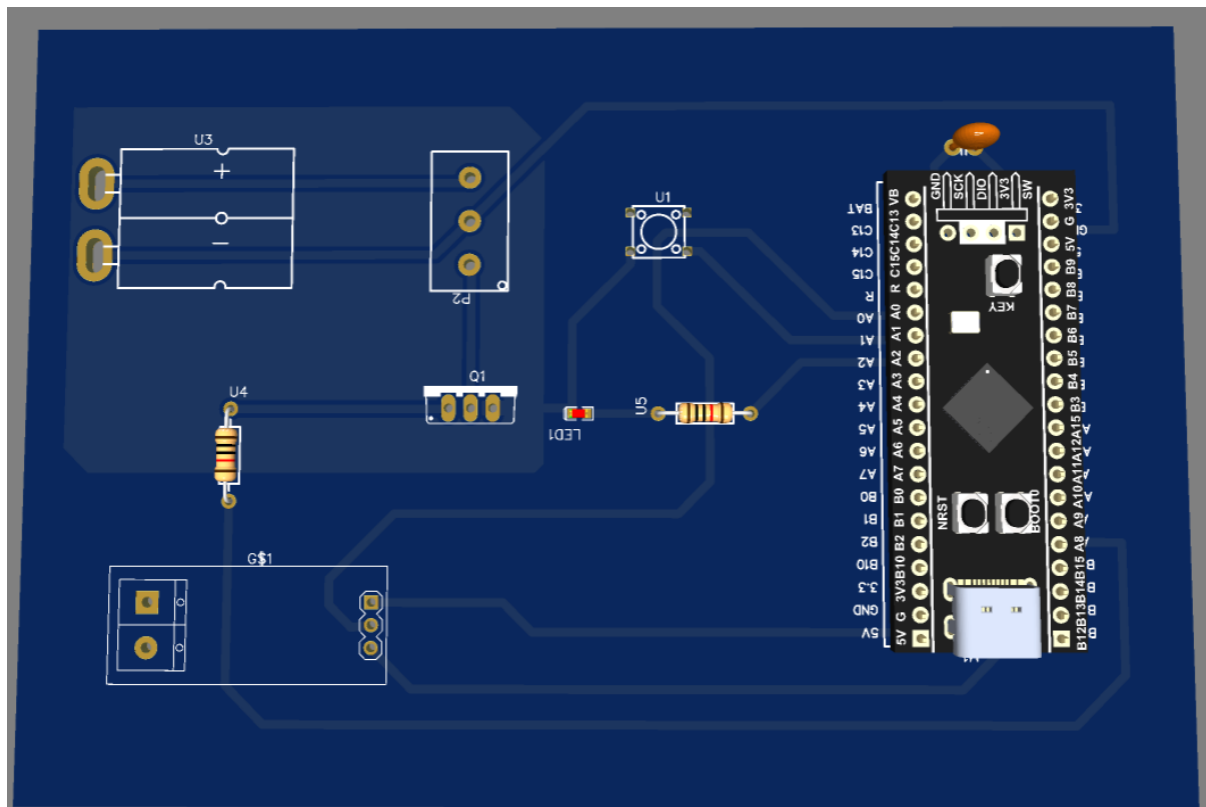 U3
+
−
P2
U1
Q1
U4
U5
LED1
G$1
GND
SCK
DIO
3V3
SW
KEY
NRST
BOOT0
BAT
C13
C14
C15
R
A0
A1
A2
A3
A4
A5
A6
A7
B0
B1
B2
B10
3-3
GND
5V
VB
C13
C14
C15
R
A0
A1
A2
A3
A4
A5
A6
A7
B0
B1
B2
B10
3V3
G
5V
3V3
G
5V
B9
B8
B7
B6
B5
B4
B3
A15
A12
A11
A10
A9
A8
B15
B14
B13
B12